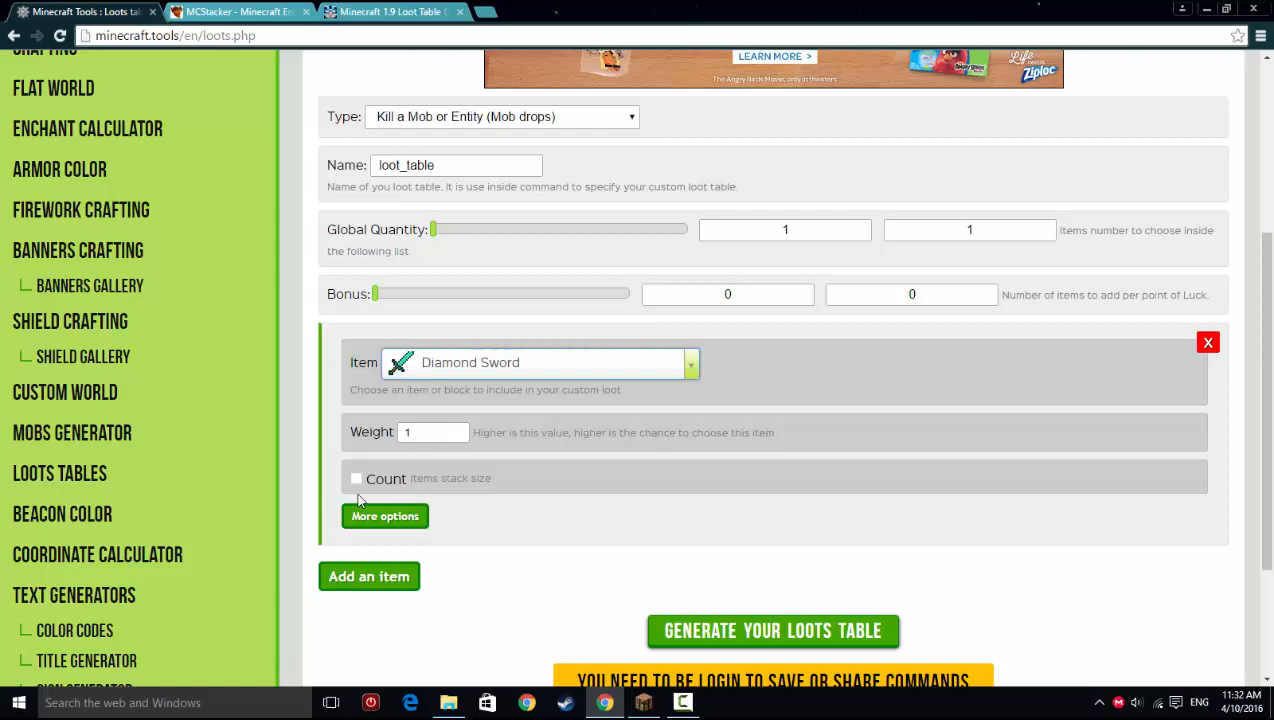 Minecraft Tools : Loots tab
MCStacker - Minecraft En
Minecraft 1.9 Loot Table
minecraft.tools/en/loots.php
CRAFTING
FLAT WORLD
ENCHANT CALCULATOR
ARMOR COLOR
FIREWORK CRAFTING
BANNERS CRAFTING
BANNERS GALLERY
SHIELD CRAFTING
SHIELD GALLERY
CUSTOM WORLD
MOBS GENERATOR
LOOTS TABLES
BEACON COLOR
COORDINATE CALCULATOR
TEXT GENERATORS
COLOR CODES
TITLE GENERATOR
SIGN GENERATOR
LEARN MORE >
(The Angry Birds Movie, only in theaters)
Life
needs
Ziploc
Type: Kill a Mob or Entity (Mob drops)
Name: loot_table
Name of you loot table. It is use inside command to specify your custom loot table.
Global Quantity: 1 1 Items number to choose inside
the following list
Bonus: 0 0 Number of items to add per point of Luck.
X
Item Diamond Sword
Choose an item or block to include in your custom loot
Weight 1 Higher is this value, higher is the chance to choose this item
Count Items stack size
More options
Add an item
GENERATE YOUR LOOTS TABLE
YOU NEED TO BE LOGIN TO SAVE OR SHARE COMMANDS
Search the web and Windows
ENG
11:32 AM
4/10/2016